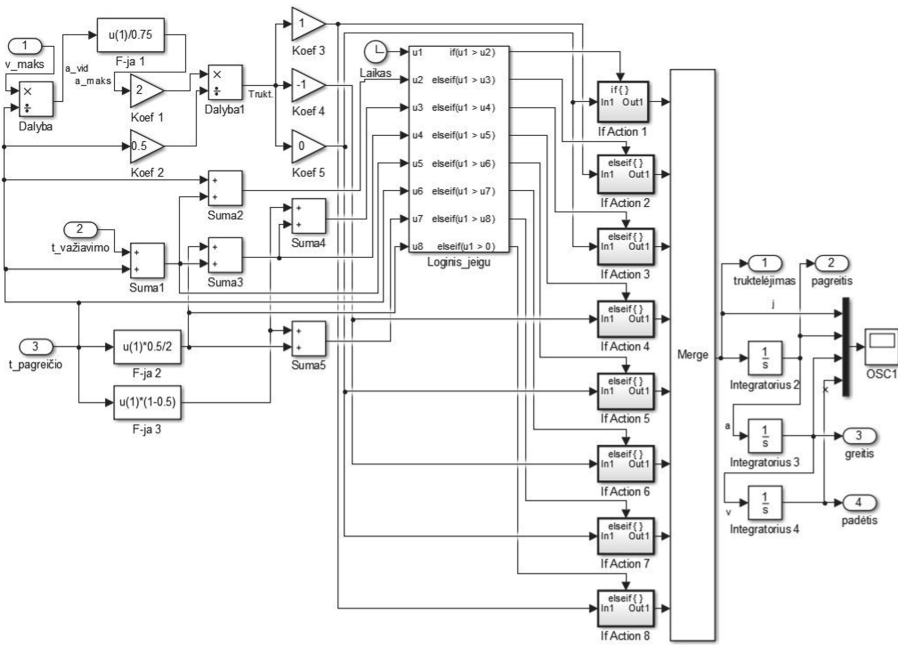 1
v_maks
×
÷
Dalyba
a_vid
u(1)/0.75
F-ja 1
a_maks
2
Koef 1
0.5
Koef 2
×
÷
Dalyba1
Trukt.
1
Koef 3
-1
Koef 4
0
Koef 5
Laikas
2
t_važiavimo
+
+
Suma1
+
+
Suma2
+
+
Suma3
+
+
Suma4
+
+
Suma5
3
t_pagreičio
u(1)*0.5/2
F-ja 2
u(1)*(1-0.5)
F-ja 3
u1 if(u1 > u2)
u2 elseif(u1 > u3)
u3 elseif(u1 > u4)
u4 elseif(u1 > u5)
u5 elseif(u1 > u6)
u6 elseif(u1 > u7)
u7 elseif(u1 > u8)
u8 elseif(u1 > 0)
Loginis_jeigu
if { }
In1 Out1
If Action 1
elseif { }
In1 Out1
If Action 2
elseif { }
In1 Out1
If Action 3
elseif { }
In1 Out1
If Action 4
elseif { }
In1 Out1
If Action 5
elseif { }
In1 Out1
If Action 6
elseif { }
In1 Out1
If Action 7
elseif { }
In1 Out1
If Action 8
Merge
1
truktelėjimas
2
pagreitis
j
1
s
Integratorius 2
a
1
s
Integratorius 3
v
1
s
Integratorius 4
x
OSC1
3
greitis
4
padėtis